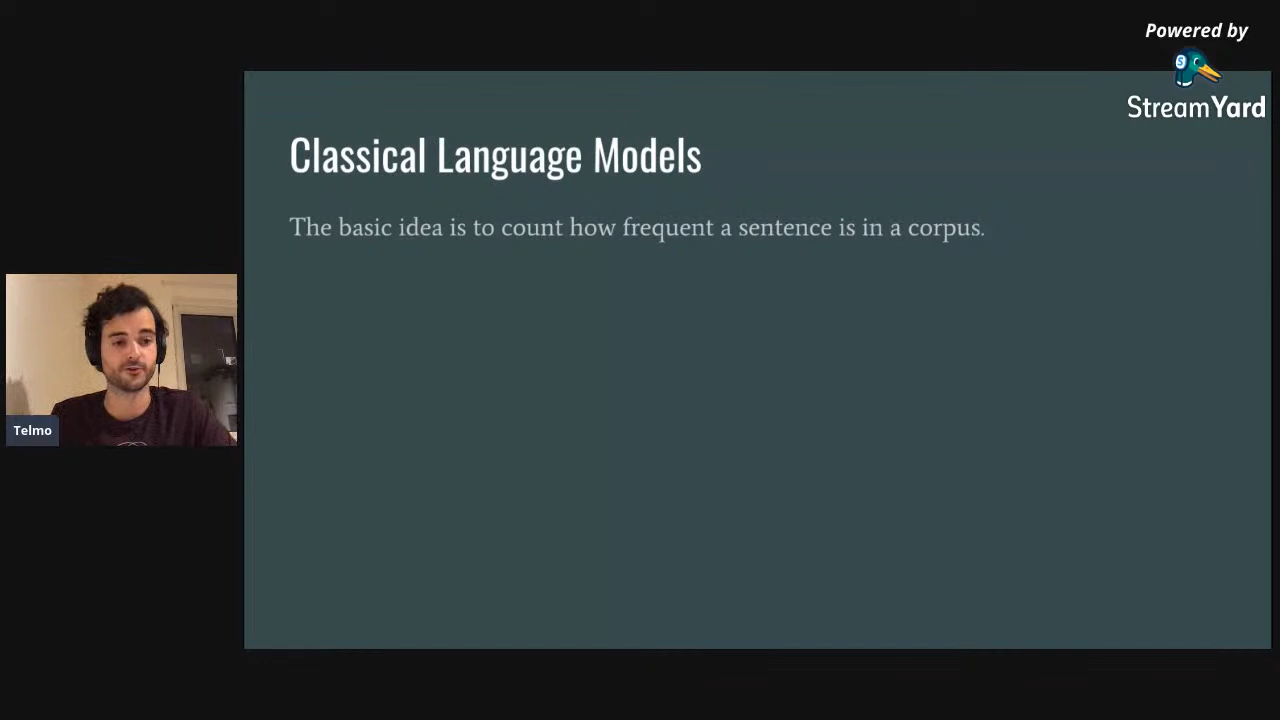 Powered by
StreamYard
Classical Language Models
The basic idea is to count how frequent a sentence is in a corpus.
Telmo